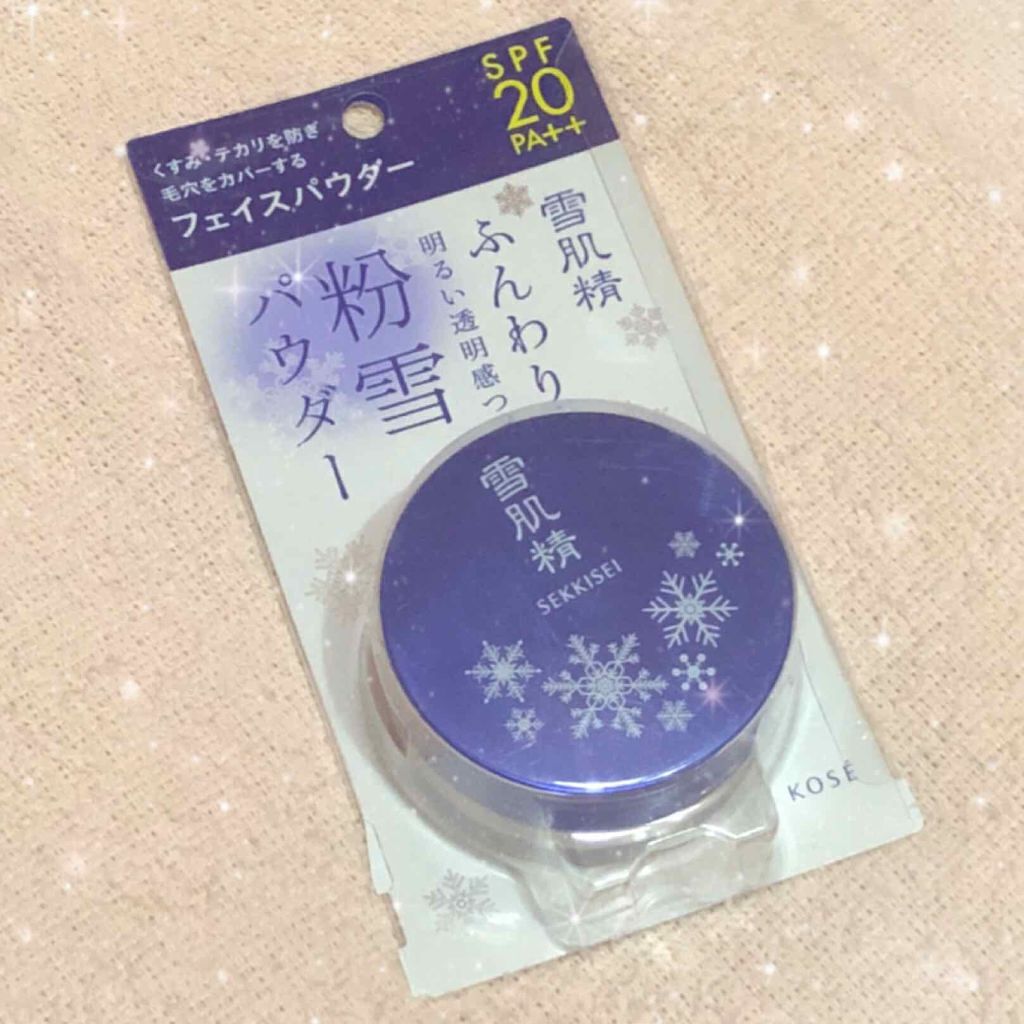 SPF
20
PA++
くすみ・テカリを防ぎ
毛穴をカバーする
フェイスパウダー
雪肌精
ふんわり
明るい透明感つ
粉雪
パウダー
雪肌精
SEKKISEI
KOSÉ